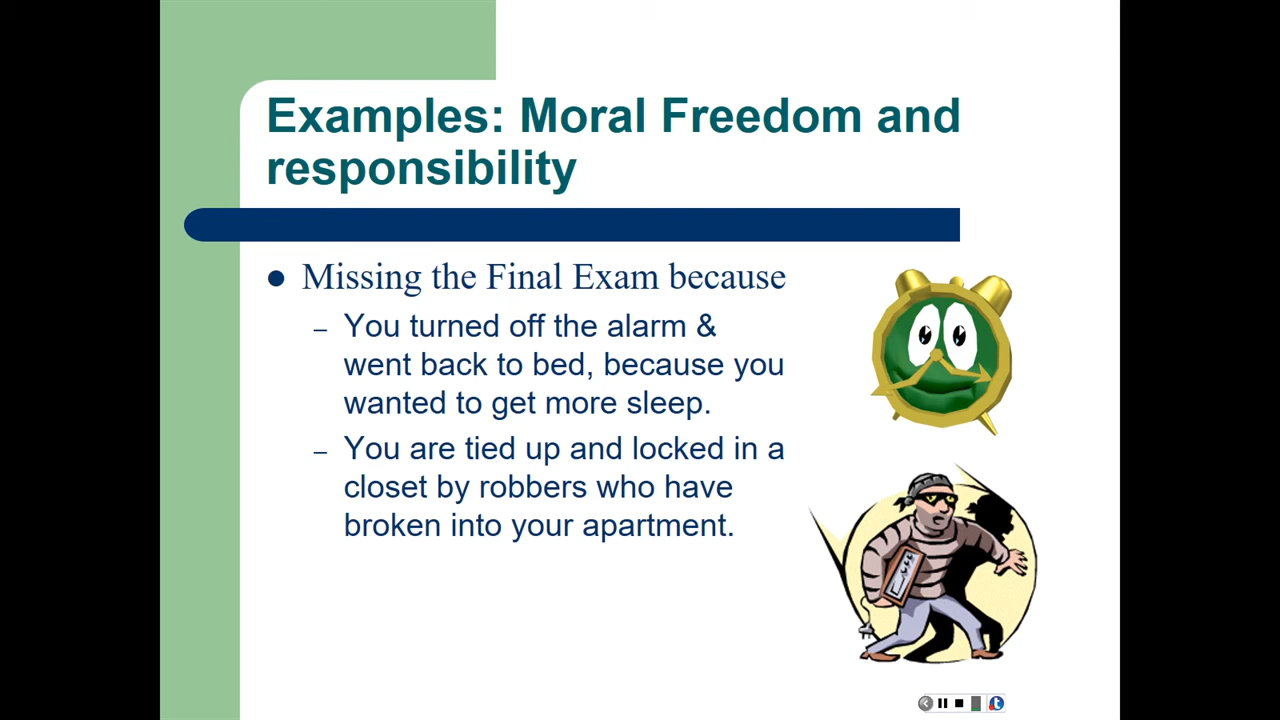 Examples: Moral Freedom and
responsibility
● Missing the Final Exam because
– You turned off the alarm &
went back to bed, because you
wanted to get more sleep.
– You are tied up and locked in a
closet by robbers who have
broken into your apartment.